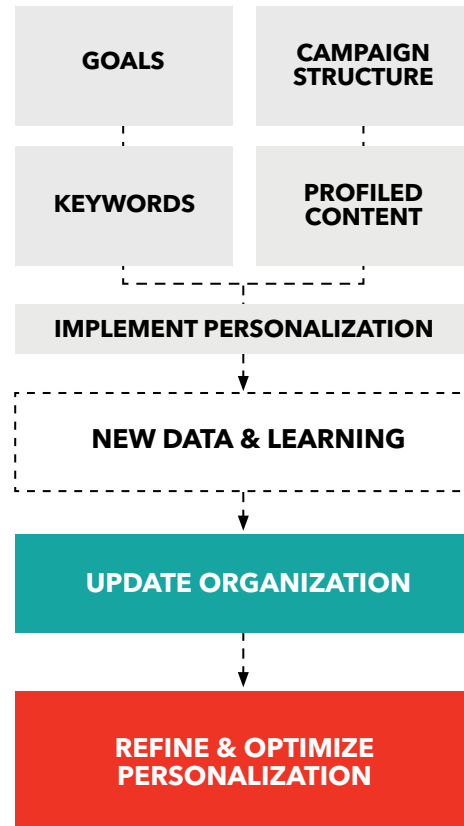 GOALS
CAMPAIGN
STRUCTURE
KEYWORDS
PROFILED
CONTENT
IMPLEMENT PERSONALIZATION
NEW DATA & LEARNING
UPDATE ORGANIZATION
REFINE & OPTIMIZE
PERSONALIZATION